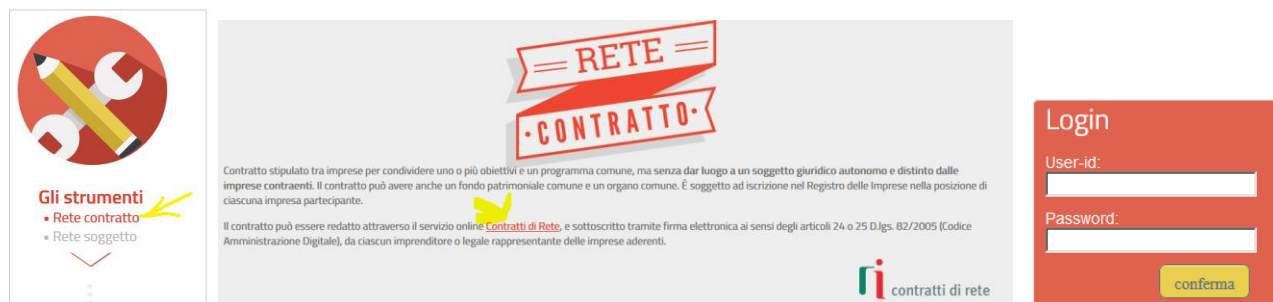 Gli strumenti
▪ Rete contratto
▪ Rete soggetto
RETE
·CONTRATTO·
Contratto stipulato tra imprese per condividere uno o più obiettivi e un programma comune, ma senza dar luogo a un soggetto giuridico autonomo e distinto dalle
imprese contraenti. Il contratto può avere anche un fondo patrimoniale comune e un organo comune. È soggetto ad iscrizione nel Registro delle Imprese nella posizione di
ciascuna impresa partecipante.
Il contratto può essere redatto attraverso il servizio online Contratti di Rete, e sottoscritto tramite firma elettronica ai sensi degli articoli 24 o 25 D.lgs. 82/2005 (Codice
Amministrazione Digitale), da ciascun imprenditore o legale rappresentante delle imprese aderenti.
ri contratti di rete
Login
User-id:
Password:
conferma